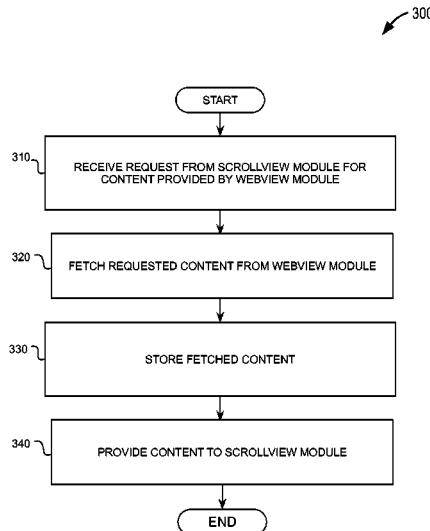 300
START
310
RECEIVE REQUEST FROM SCROLLVIEW MODULE FOR
CONTENT PROVIDED BY WEBVIEW MODULE
320
FETCH REQUESTED CONTENT FROM WEBVIEW MODULE
330
STORE FETCHED CONTENT
340
PROVIDE CONTENT TO SCROLLVIEW MODULE
END